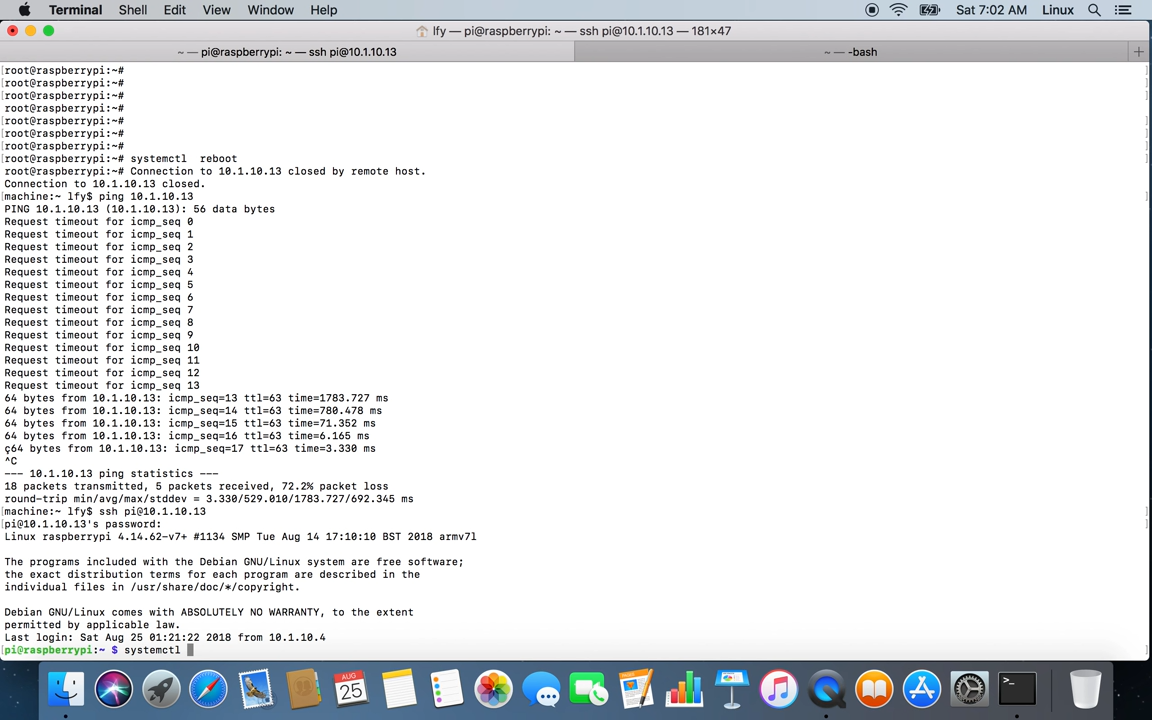 Terminal Shell Edit View Window Help Sat 7:02 AM Linux
lfy — pi@raspberrypi: ~ — ssh pi@10.1.10.13 — 181×47
~ — pi@raspberrypi: ~ — ssh pi@10.1.10.13 ~ — -bash +
[root@raspberrypi:~#
[root@raspberrypi:~#
[root@raspberrypi:~#
root@raspberrypi:~#
[root@raspberrypi:~#
[root@raspberrypi:~#
[root@raspberrypi:~#
[root@raspberrypi:~# systemctl  reboot
root@raspberrypi:~# Connection to 10.1.10.13 closed by remote host.
Connection to 10.1.10.13 closed.
[machine:~ lfy$ ping 10.1.10.13
PING 10.1.10.13 (10.1.10.13): 56 data bytes
Request timeout for icmp_seq 0
Request timeout for icmp_seq 1
Request timeout for icmp_seq 2
Request timeout for icmp_seq 3
Request timeout for icmp_seq 4
Request timeout for icmp_seq 5
Request timeout for icmp_seq 6
Request timeout for icmp_seq 7
Request timeout for icmp_seq 8
Request timeout for icmp_seq 9
Request timeout for icmp_seq 10
Request timeout for icmp_seq 11
Request timeout for icmp_seq 12
Request timeout for icmp_seq 13
64 bytes from 10.1.10.13: icmp_seq=13 ttl=63 time=1783.727 ms
64 bytes from 10.1.10.13: icmp_seq=14 ttl=63 time=780.478 ms
64 bytes from 10.1.10.13: icmp_seq=15 ttl=63 time=71.352 ms
64 bytes from 10.1.10.13: icmp_seq=16 ttl=63 time=6.165 ms
ç64 bytes from 10.1.10.13: icmp_seq=17 ttl=63 time=3.330 ms
^C
--- 10.1.10.13 ping statistics ---
18 packets transmitted, 5 packets received, 72.2% packet loss
round-trip min/avg/max/stddev = 3.330/529.010/1783.727/692.345 ms
[machine:~ lfy$ ssh pi@10.1.10.13
[pi@10.1.10.13's password:
Linux raspberrypi 4.14.62-v7+ #1134 SMP Tue Aug 14 17:10:10 BST 2018 armv7l
The programs included with the Debian GNU/Linux system are free software;
the exact distribution terms for each program are described in the
individual files in /usr/share/doc/*/copyright.
Debian GNU/Linux comes with ABSOLUTELY NO WARRANTY, to the extent
permitted by applicable law.
Last login: Sat Aug 25 01:21:22 2018 from 10.1.10.4
[pi@raspberrypi:~ $ systemctl
AUG
25
>_